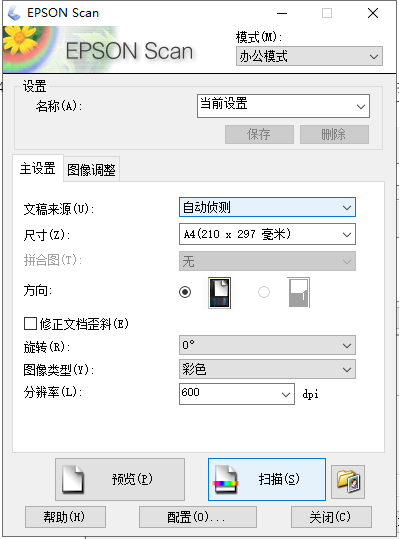 EPSON Scan
EPSON Scan
模式(M):
办公模式
设置
名称(A):
当前设置
保存
删除
主设置
图像调整
文稿来源(U):
自动侦测
尺寸(Z):
A4(210 x 297 毫米)
拼合图(T):
无
方向:
修正文档歪斜(E)
旋转(R):
0°
图像类型(Y):
彩色
分辨率(L):
600
dpi
预览(P)
扫描(S)
帮助(H)
配置(O)...
关闭(C)